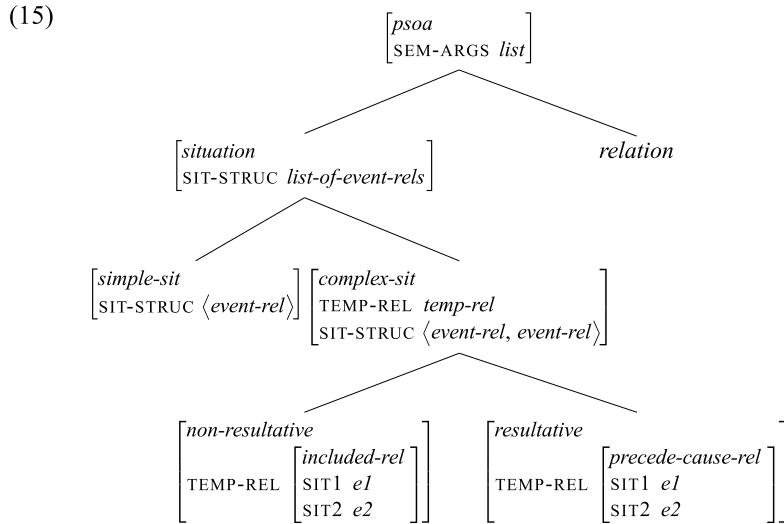 (15)
psoa
SEM-ARGS list
situation
SIT-STRUC list-of-event-rels
relation
simple-sit
SIT-STRUC ⟨event-rel⟩
complex-sit
TEMP-REL temp-rel
SIT-STRUC ⟨event-rel, event-rel⟩
non-resultative
TEMP-REL
included-rel
SIT1 e1
SIT2 e2
resultative
TEMP-REL
precede-cause-rel
SIT1 e1
SIT2 e2